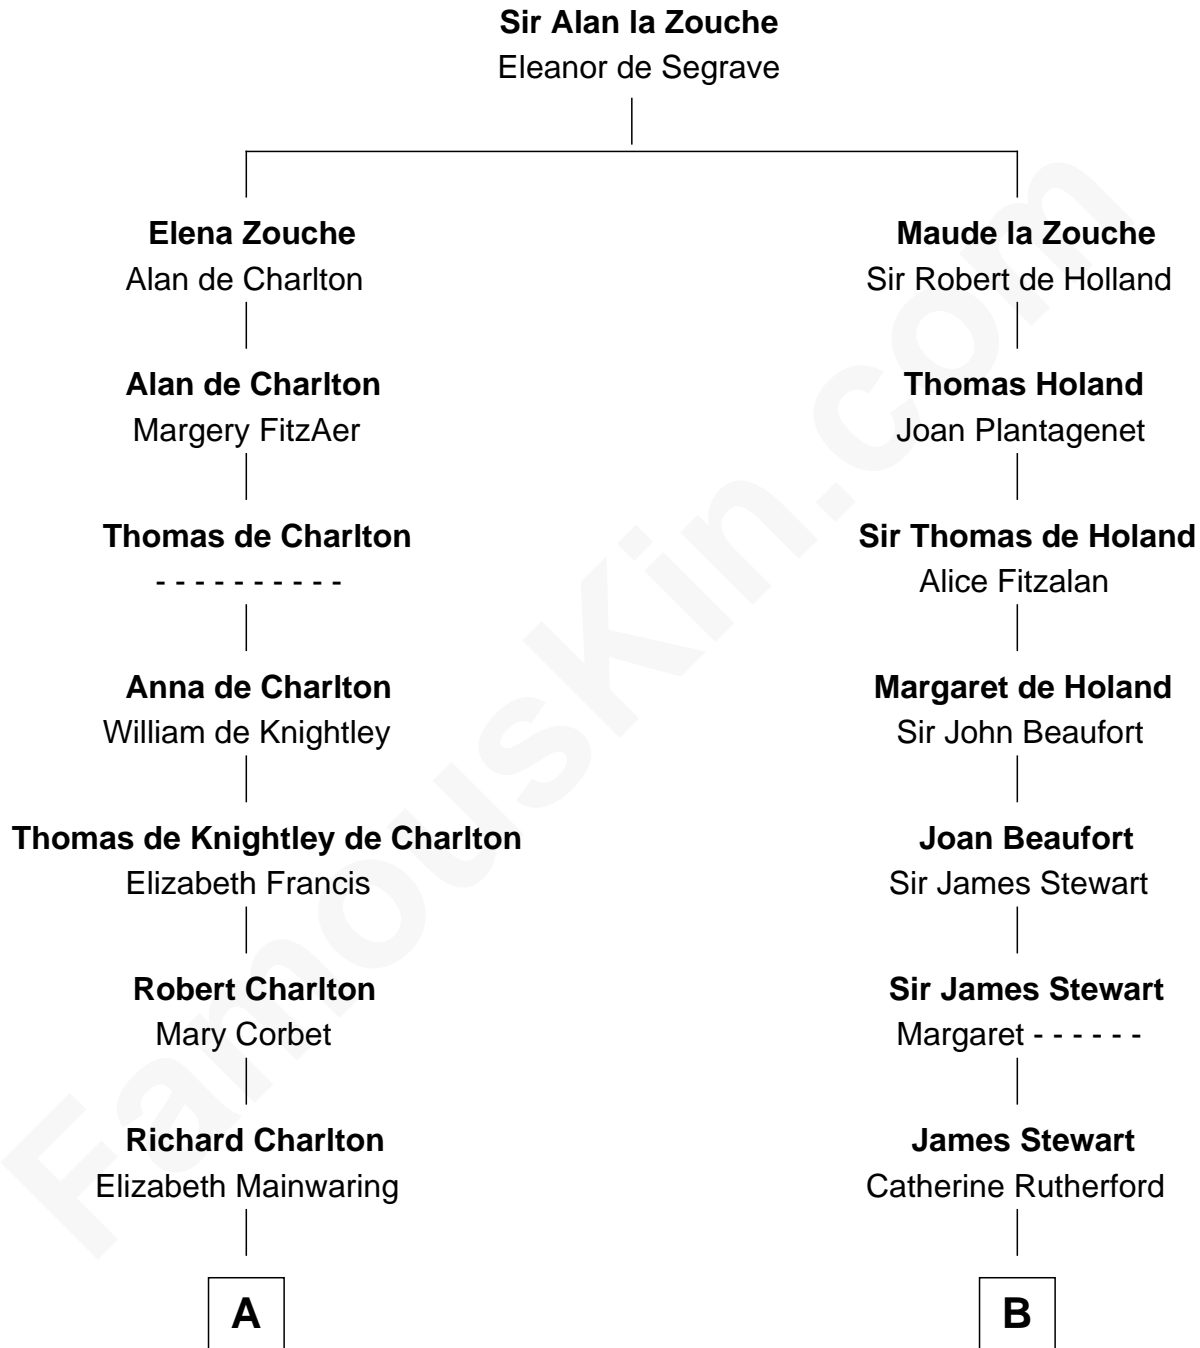 Sir Alan la Zouche
Eleanor de Segrave
Elena Zouche
Alan de Charlton
Maude la Zouche
Sir Robert de Holland
Alan de Charlton
Margery FitzAer
Thomas Holand
Joan Plantagenet
Thomas de Charlton
- - - - - - - - - -
Sir Thomas de Holand
Alice Fitzalan
Anna de Charlton
William de Knightley
Margaret de Holand
Sir John Beaufort
Thomas de Knightley de Charlton
Elizabeth Francis
Joan Beaufort
Sir James Stewart
Robert Charlton
Mary Corbet
Sir James Stewart
Margaret - - - - - -
Richard Charlton
Elizabeth Mainwaring
James Stewart
Catherine Rutherford
A
B
FamousKin.com